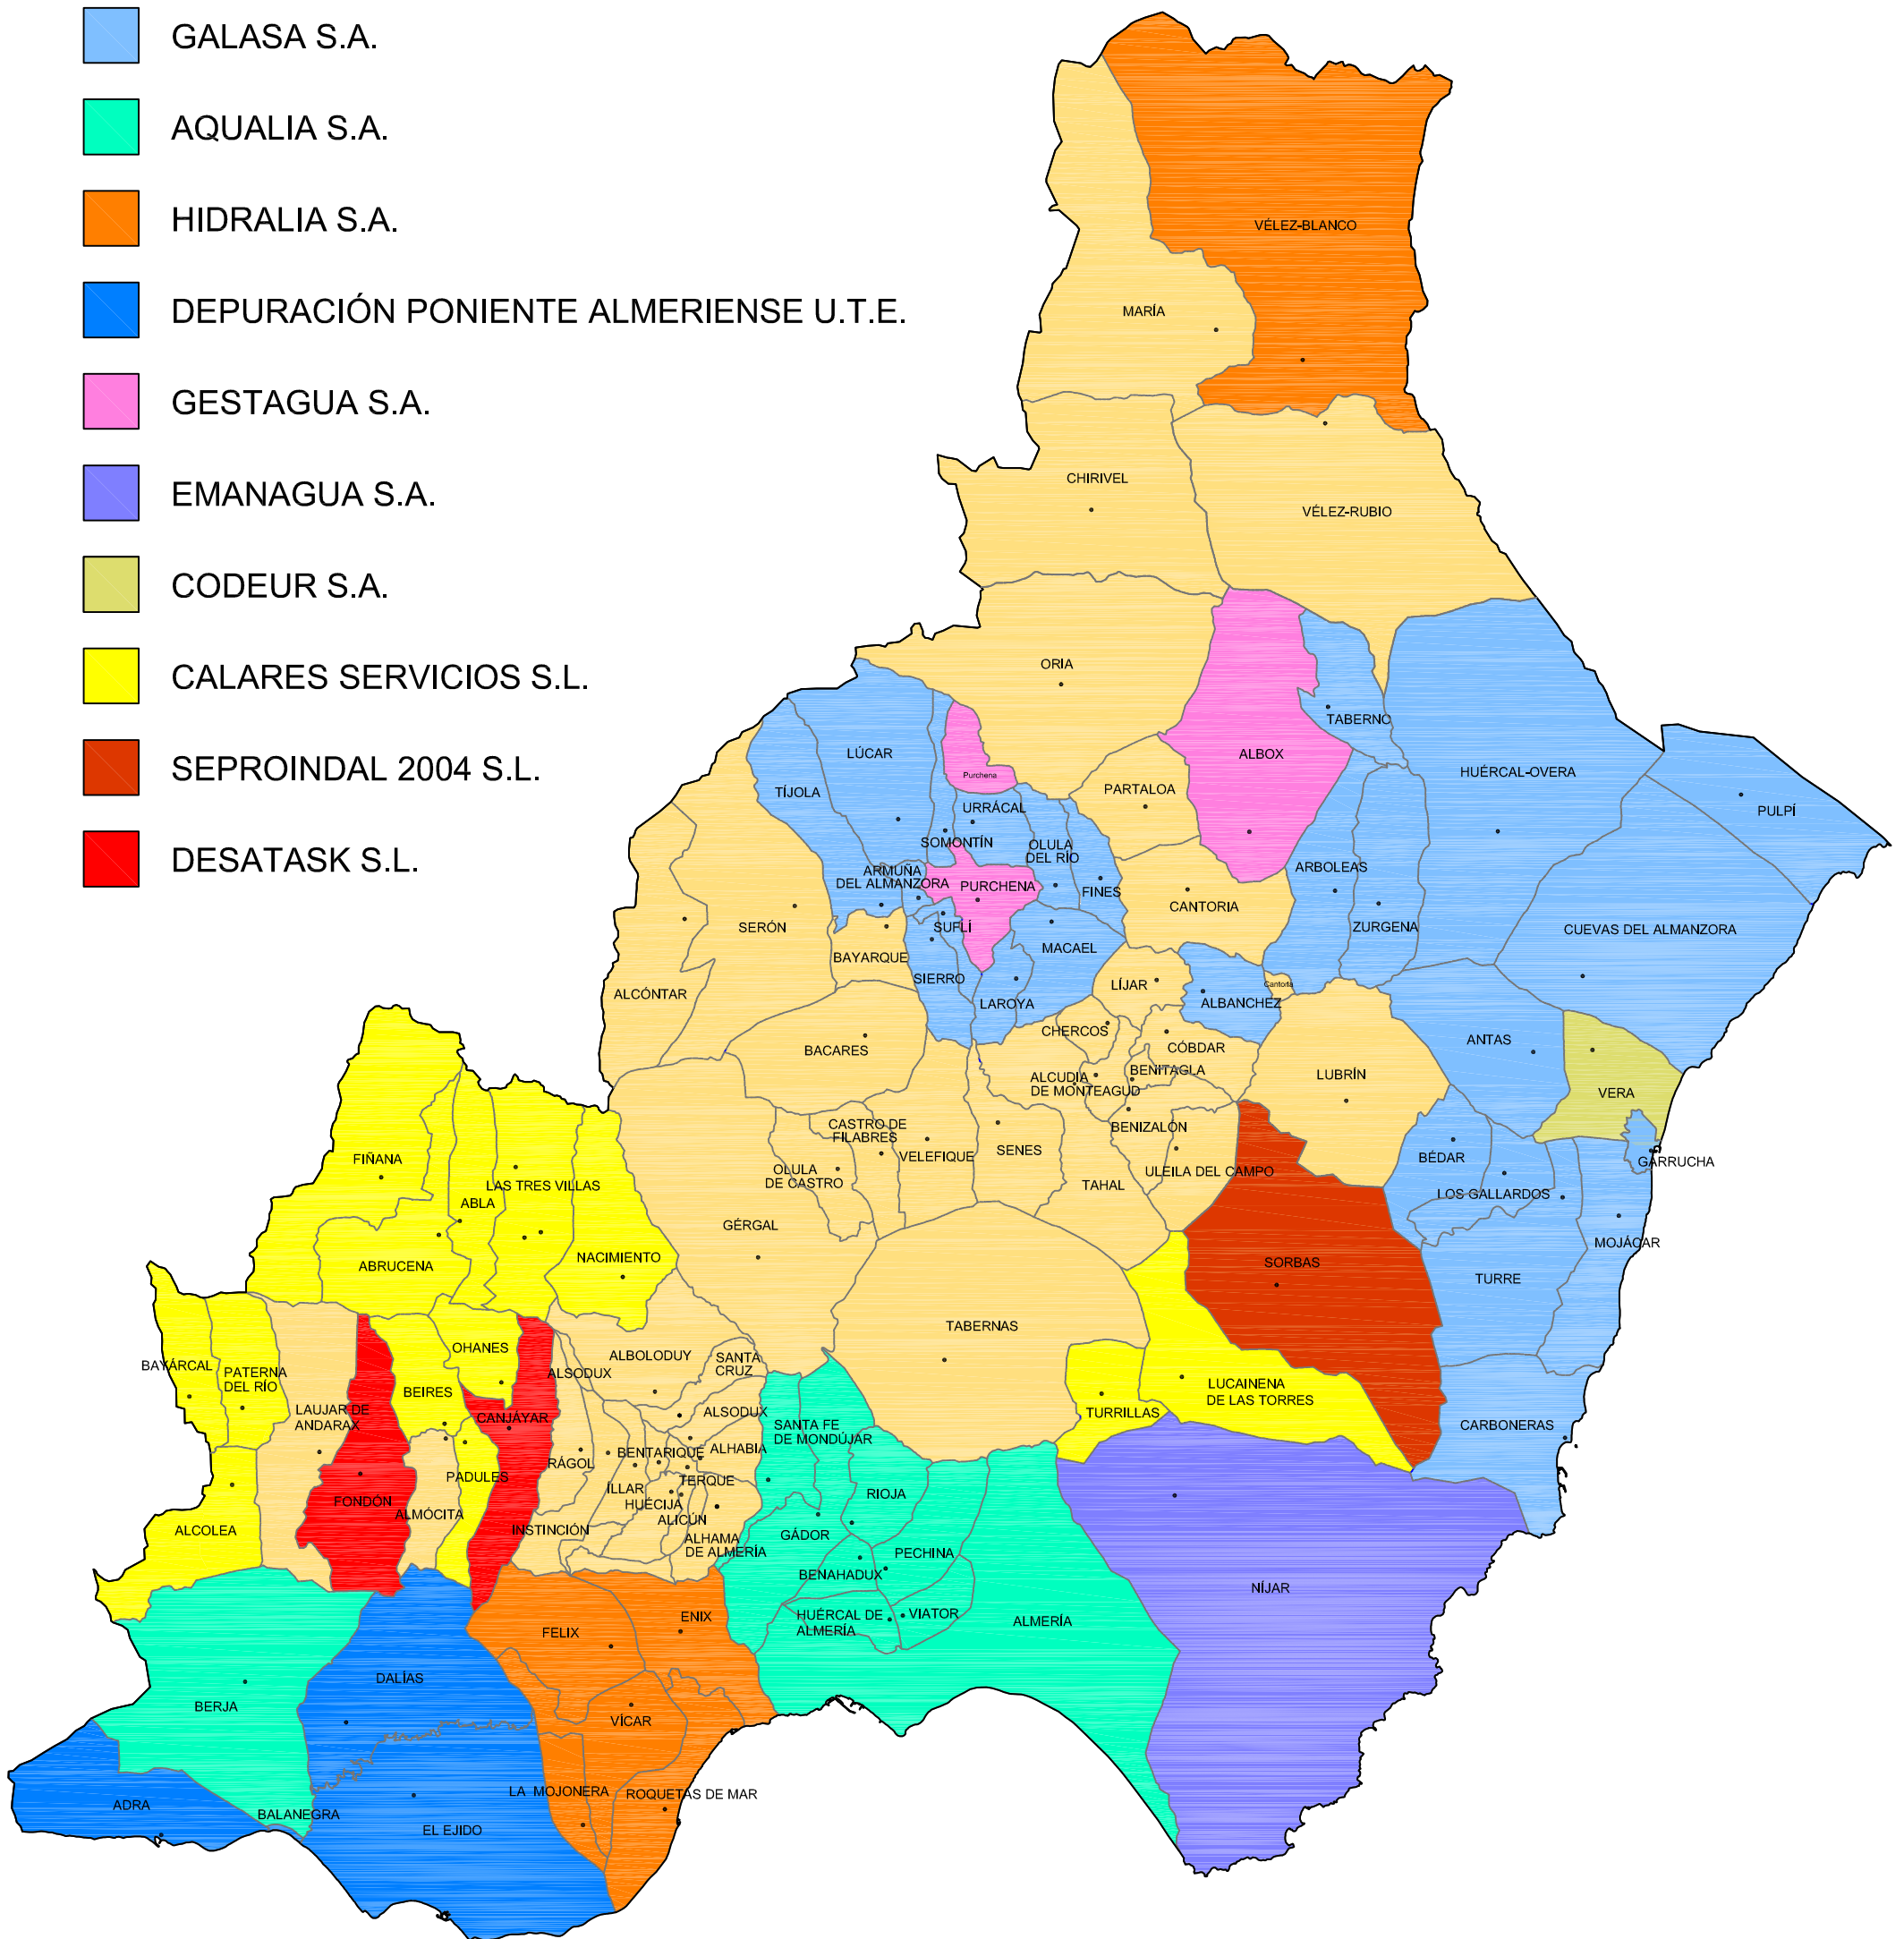 GALASA S.A.
AQUALIA S.A.
HIDRALIA S.A.
DEPURACIÓN PONIENTE ALMERIENSE U.T.E.
GESTAGUA S.A.
EMANAGUA S.A.
CODEUR S.A.
CALARES SERVICIOS S.L.
SEPROINDAL 2004 S.L.
DESATASK S.L.
VÉLEZ-BLANCO
MARÍA
CHIRIVEL
VÉLEZ-RUBIO
ORIA
TABERNO
ALBOX
LÚCAR
HUÉRCAL-OVERA
Purchena
TÍJOLA
PARTALOA
PULPÍ
URRÁCAL
SOMONTÍN
OLULA
DEL RÍO
ARMUÑA
DEL ALMANZORA
PURCHENA
FINES
ARBOLEAS
CANTORIA
SERÓN
SUFLÍ
ZURGENA
CUEVAS DEL ALMANZORA
MACAEL
BAYARQUE
SIERRO
LÍJAR
Cantoria
ALCÓNTAR
LAROYA
ALBANCHEZ
CHERCOS
ANTAS
BACARES
CÓBDAR
ALCUDIA
DE MONTEAGUD
BENITAGLA
LUBRÍN
VERA
CASTRO DE
FILABRES
BENIZALÓN
VELEFIQUE
SENES
FIÑANA
BÉDAR
GARRUCHA
OLULA
DE CASTRO
ULEILA DEL CAMPO
LAS TRES VILLAS
TAHAL
LOS GALLARDOS
ABLA
GÉRGAL
MOJÁCAR
NACIMIENTO
SORBAS
ABRUCENA
TURRE
TABERNAS
OHANES
ALBOLODUY
SANTA
CRUZ
BAYÁRCAL
PATERNA
DEL RÍO
ALSODUX
BEIRES
LUCAINENA
DE LAS TORRES
LAUJAR DE
ANDARAX
CANJÁYAR
ALSODUX
TURRILLAS
SANTA FE
DE MONDÚJAR
CARBONERAS
BENTARIQUE
ALHABIA
RÁGOL
PADULES
TERQUE
ÍLLAR
RIOJA
FONDÓN
HUÉCIJA
ALMÓCITA
ALICÚN
ALCOLEA
INSTINCIÓN
GÁDOR
ALHAMA
DE ALMERÍA
PECHINA
BENAHADUX
NÍJAR
HUÉRCAL DE
ALMERÍA
VIATOR
ENIX
ALMERÍA
FELIX
DALÍAS
BERJA
VÍCAR
LA MOJONERA
ROQUETAS DE MAR
ADRA
BALANEGRA
EL EJIDO